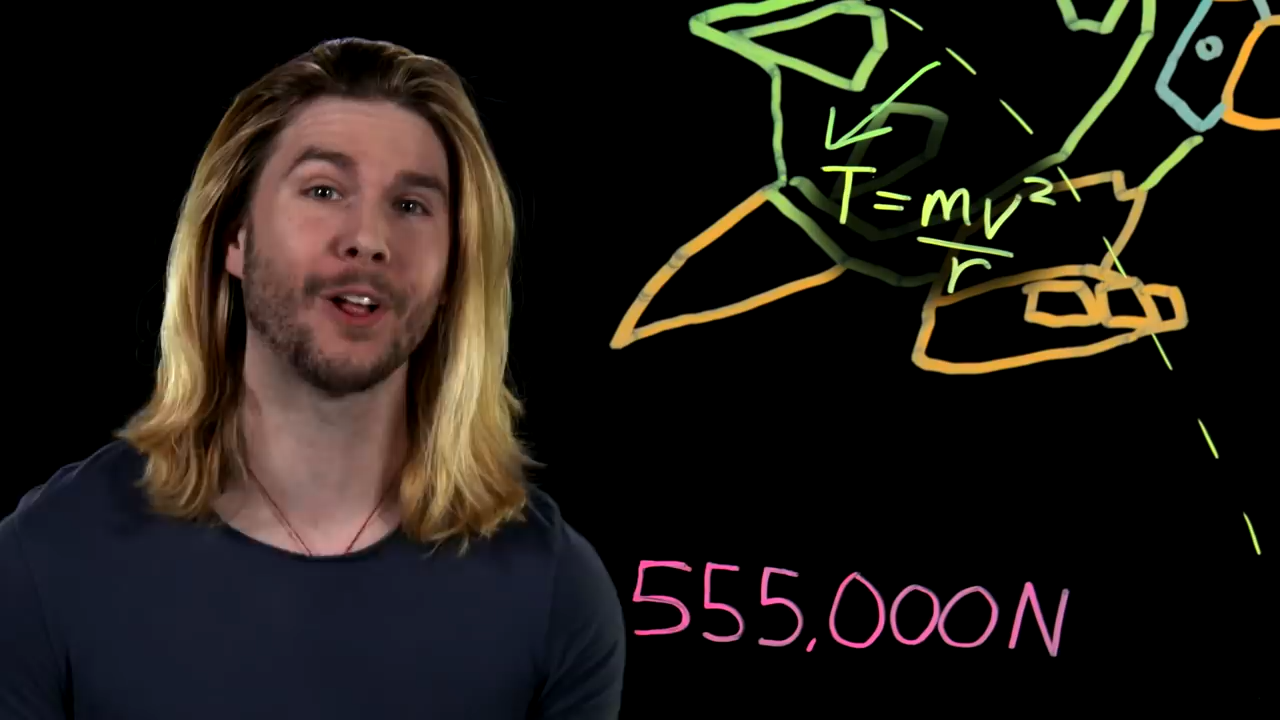 T = mv²/r
555,000N